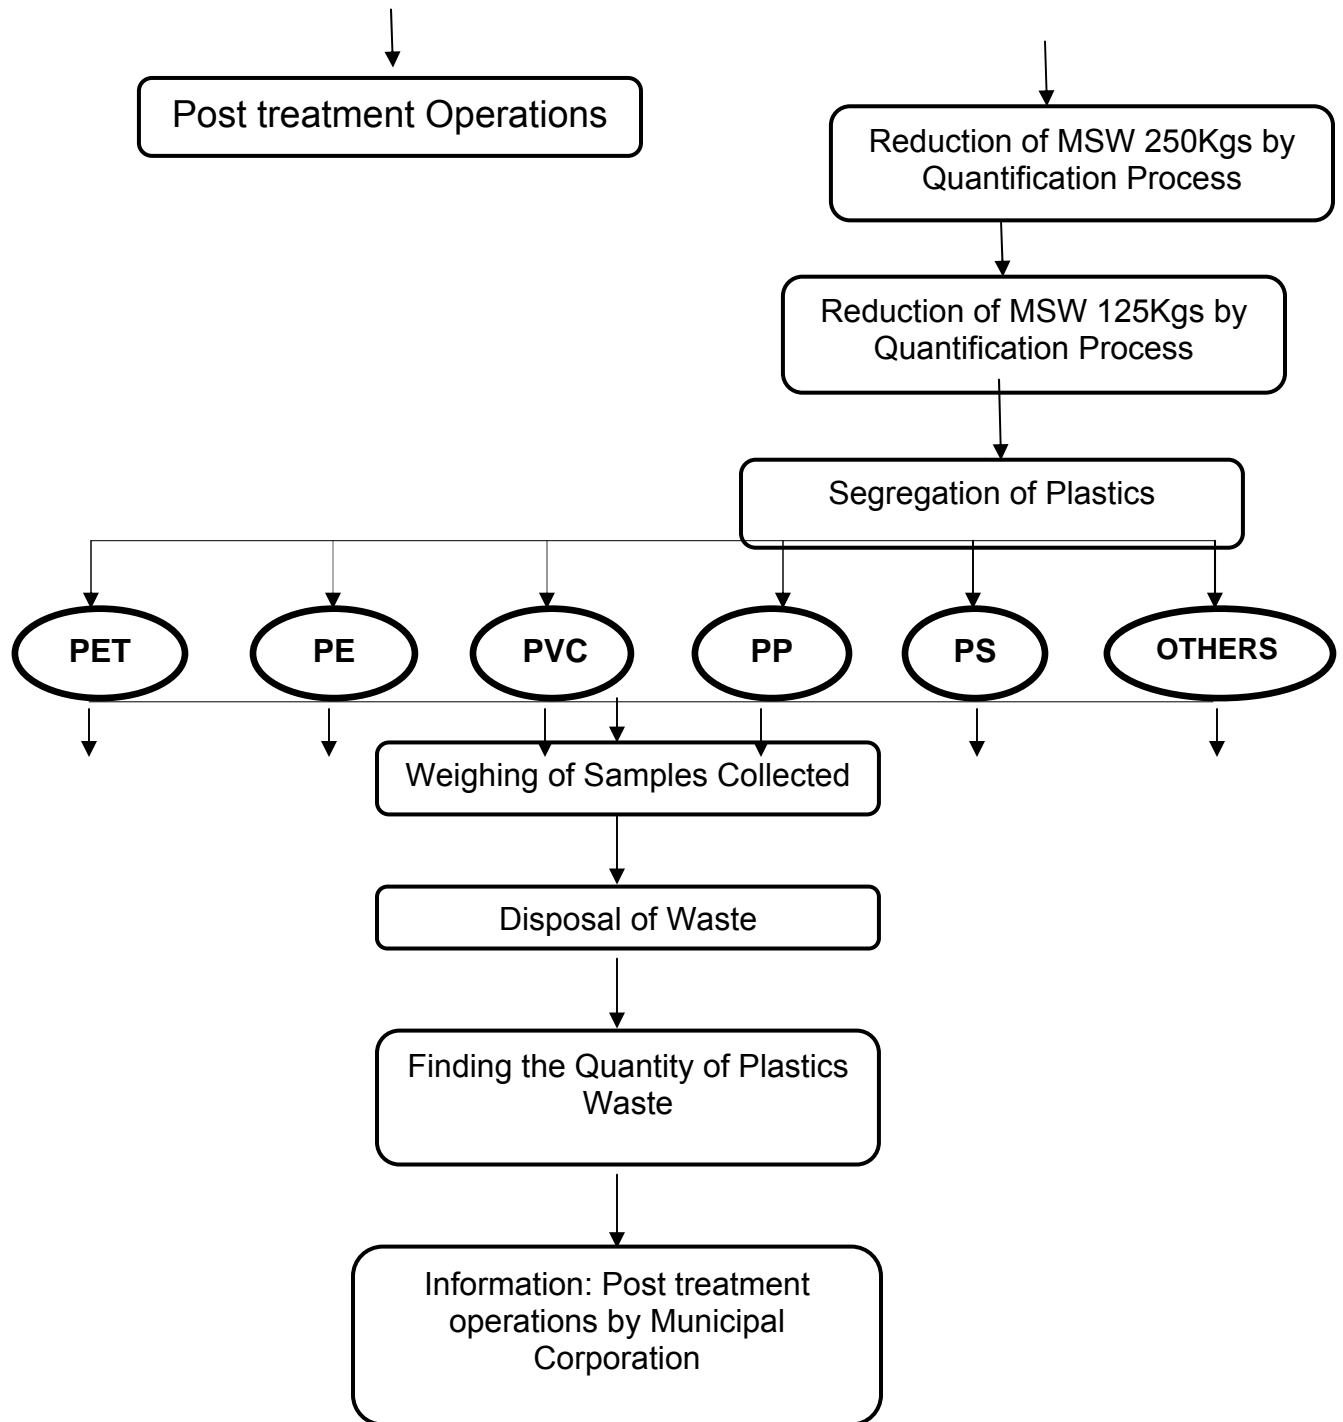 Post treatment Operations
Reduction of MSW 250Kgs by
Quantification Process
Reduction of MSW 125Kgs by
Quantification Process
Segregation of Plastics
PET
PE
PVC
PP
PS
OTHERS
Weighing of Samples Collected
Disposal of Waste
Finding the Quantity of Plastics
Waste
Information: Post treatment
operations by Municipal
Corporation